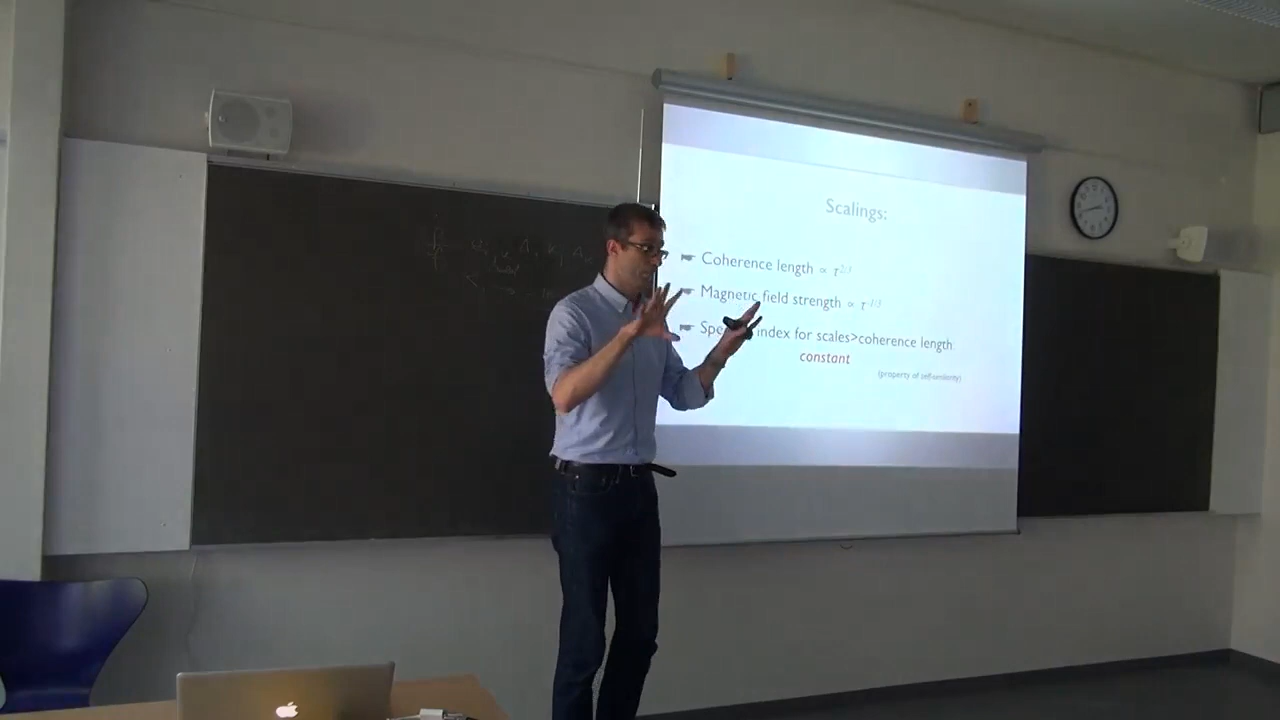 Scalings:
Coherence length ∝ τ^2/3
Magnetic field strength ∝ τ^-1/3
index for scales>coherence length
constant
(property of self-similarity)